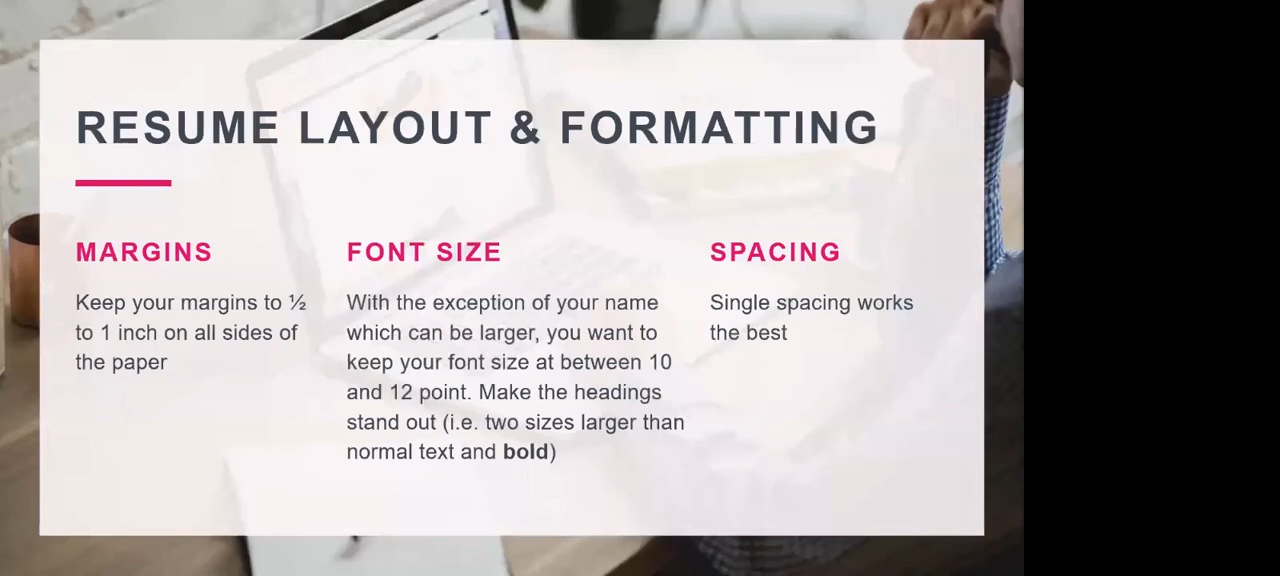 RESUME LAYOUT & FORMATTING
MARGINS
Keep your margins to ½
to 1 inch on all sides of
the paper
FONT SIZE
With the exception of your name
which can be larger, you want to
keep your font size at between 10
and 12 point. Make the headings
stand out (i.e. two sizes larger than
normal text and bold)
SPACING
Single spacing works
the best